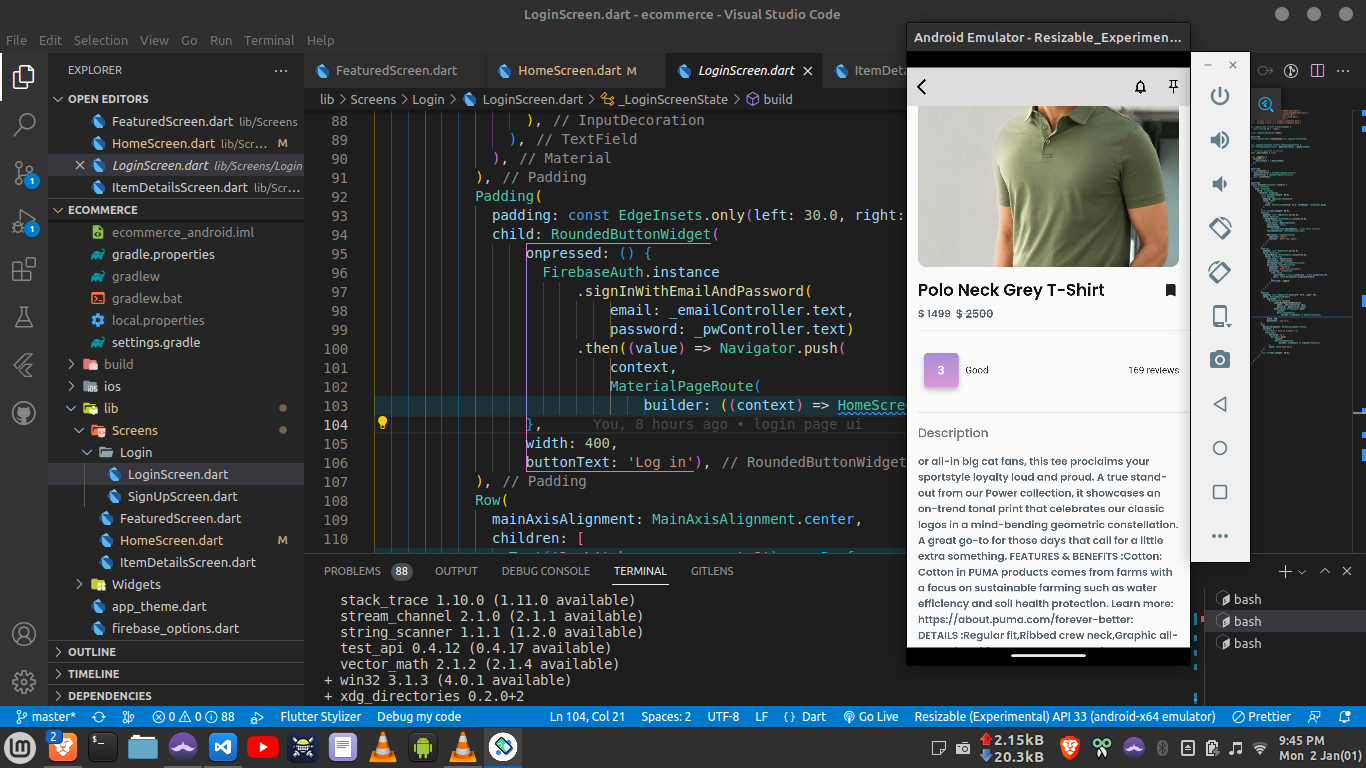 LoginScreen.dart - ecommerce - Visual Studio Code
File Edit Selection View Go Run Terminal Help
EXPLORER
OPEN EDITORS
FeaturedScreen.dart lib/Screens
HomeScreen.dart lib/Scr... M
LoginScreen.dart lib/Screens/Login
ItemDetailsScreen.dart lib/Scr...
ECOMMERCE
ecommerce_android.iml
gradle.properties
gradlew
gradlew.bat
local.properties
settings.gradle
build
ios
lib
Screens
Login
LoginScreen.dart
SignUpScreen.dart
FeaturedScreen.dart
HomeScreen.dart M
ItemDetailsScreen.dart
Widgets
app_theme.dart
firebase_options.dart
OUTLINE
TIMELINE
DEPENDENCIES
1
1
FeaturedScreen.dart HomeScreen.dart M LoginScreen.dart ItemDetai
lib > Screens > Login > LoginScreen.dart > _LoginScreenState > build
88 ), // InputDecoration
89 ), // TextField
90 ), // Material
91 ), // Padding
92 Padding(
93 padding: const EdgeInsets.only(left: 30.0, right:
94 child: RoundedButtonWidget(
95 onpressed: () {
96 FirebaseAuth.instance
97 .signInWithEmailAndPassword(
98 email: _emailController.text,
99 password: _pwController.text)
100 .then((value) => Navigator.push(
101 context,
102 MaterialPageRoute(
103 builder: ((context) => HomeScree
104 }, You, 8 hours ago • login page ui
105 width: 400,
106 buttonText: 'Log in'), // RoundedButtonWidget
107 ), // Padding
108 Row(
109 mainAxisAlignment: MainAxisAlignment.center,
110 children: [
PROBLEMS 88 OUTPUT DEBUG CONSOLE TERMINAL GITLENS
stack_trace 1.10.0 (1.11.0 available)
stream_channel 2.1.0 (2.1.1 available)
string_scanner 1.1.1 (1.2.0 available)
test_api 0.4.12 (0.4.17 available)
vector_math 2.1.2 (2.1.4 available)
+ win32 3.1.3 (4.0.1 available)
+ xdg_directories 0.2.0+2
bash
bash
bash
Android Emulator - Resizable_Experimen...
Polo Neck Grey T-Shirt
$ 1499 $ 2500
3 Good 169 reviews
Description
or all-in big cat fans, this tee proclaims your
sportstyle loyalty loud and proud. A true stand-
out from our Power collection, it showcases an
on-trend tonal print that celebrates our classic
logos in a mind-bending geometric constellation.
A great go-to for those days that call for a little
extra something. FEATURES & BENEFITS :Cotton:
Cotton in PUMA products comes from farms with
a focus on sustainable farming such as water
efficiency and soil health protection. Learn more:
https://about.puma.com/forever-better:
DETAILS :Regular fit,Ribbed crew neck,Graphic all-
master* 0 0 88 Flutter Stylizer Debug my code Ln 104, Col 21 Spaces: 2 UTF-8 LF { } Dart Go Live Resizable (Experimental) API 33 (android-x64 emulator) Prettier
2
2.15kB
20.3kB
9:45 PM
Mon 2 Jan(01)